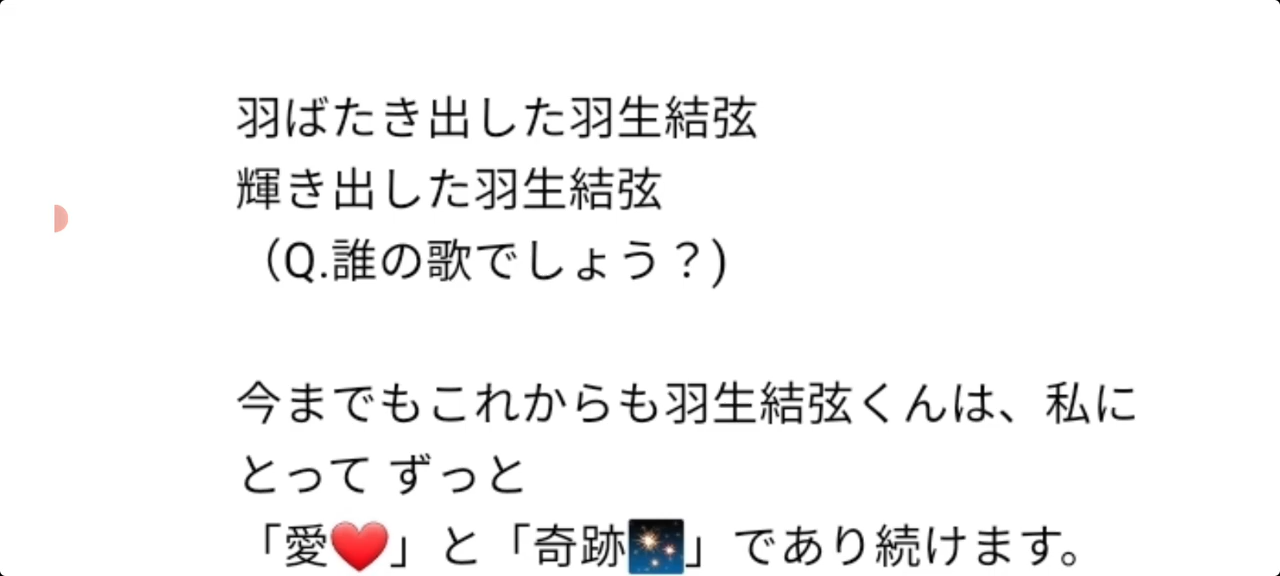 羽ばたき出した羽生結弦
輝き出した羽生結弦
（Q.誰の歌でしょう？)
今までもこれからも羽生結弦くんは、私に
とって ずっと
「愛❤️」と「奇跡🎇」であり続けます。